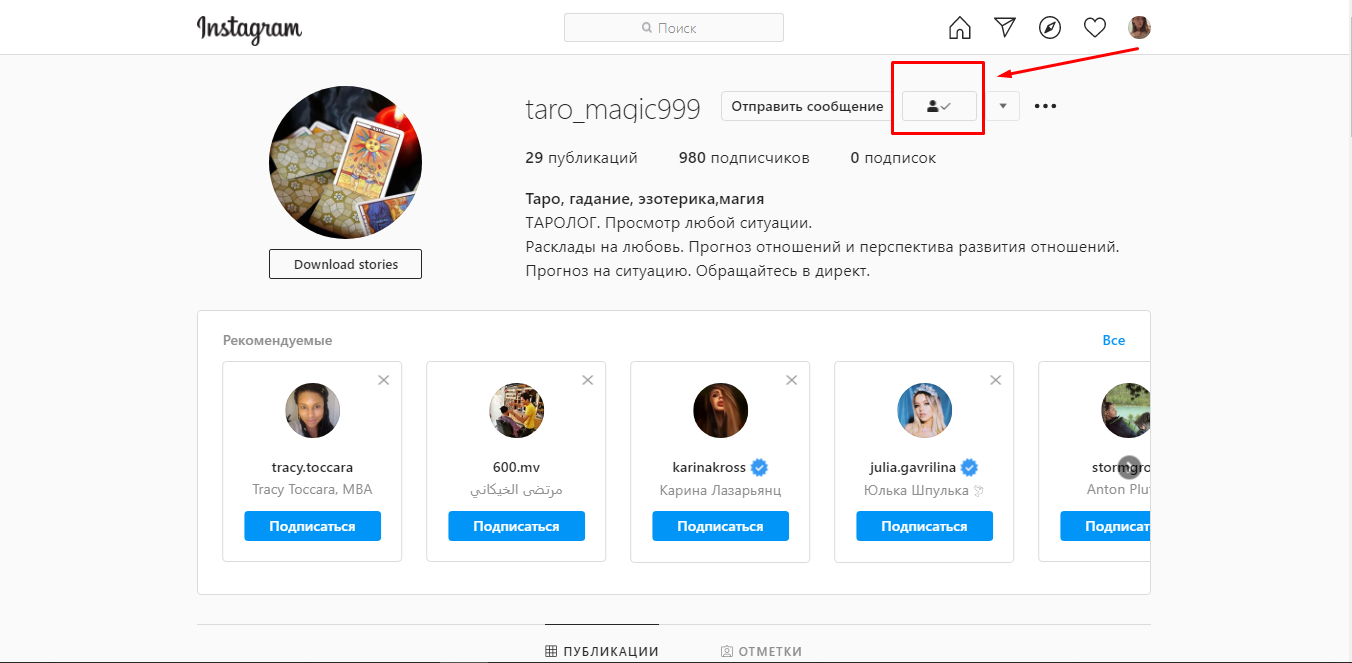 Instagram
Поиск
taro_maqic999
Отправить сообщение
29 публикаций 980 подписчиков 0 подписок
Таро, гадание, эзотерика,магия
ТАРОЛОГ. Просмотр любой ситуации.
Расклады на любовь. Прогноз отношений и перспектива развития отношений.
Прогноз на ситуацию. Обращайтесь в директ.
Download stories
Рекомендуемые
Все
tracy.toccara
Tracy Toccara, MBA
Подписаться
600.mv
مرتضى الخيكاني
Подписаться
karinakross
Карина Лазарьянц
Подписаться
julia.gavrilina
Юлька Шпулька 🕊
Подписаться
stormgro
Anton Plut
Подписат
ПУБЛИКАЦИИ
ОТМЕТКИ